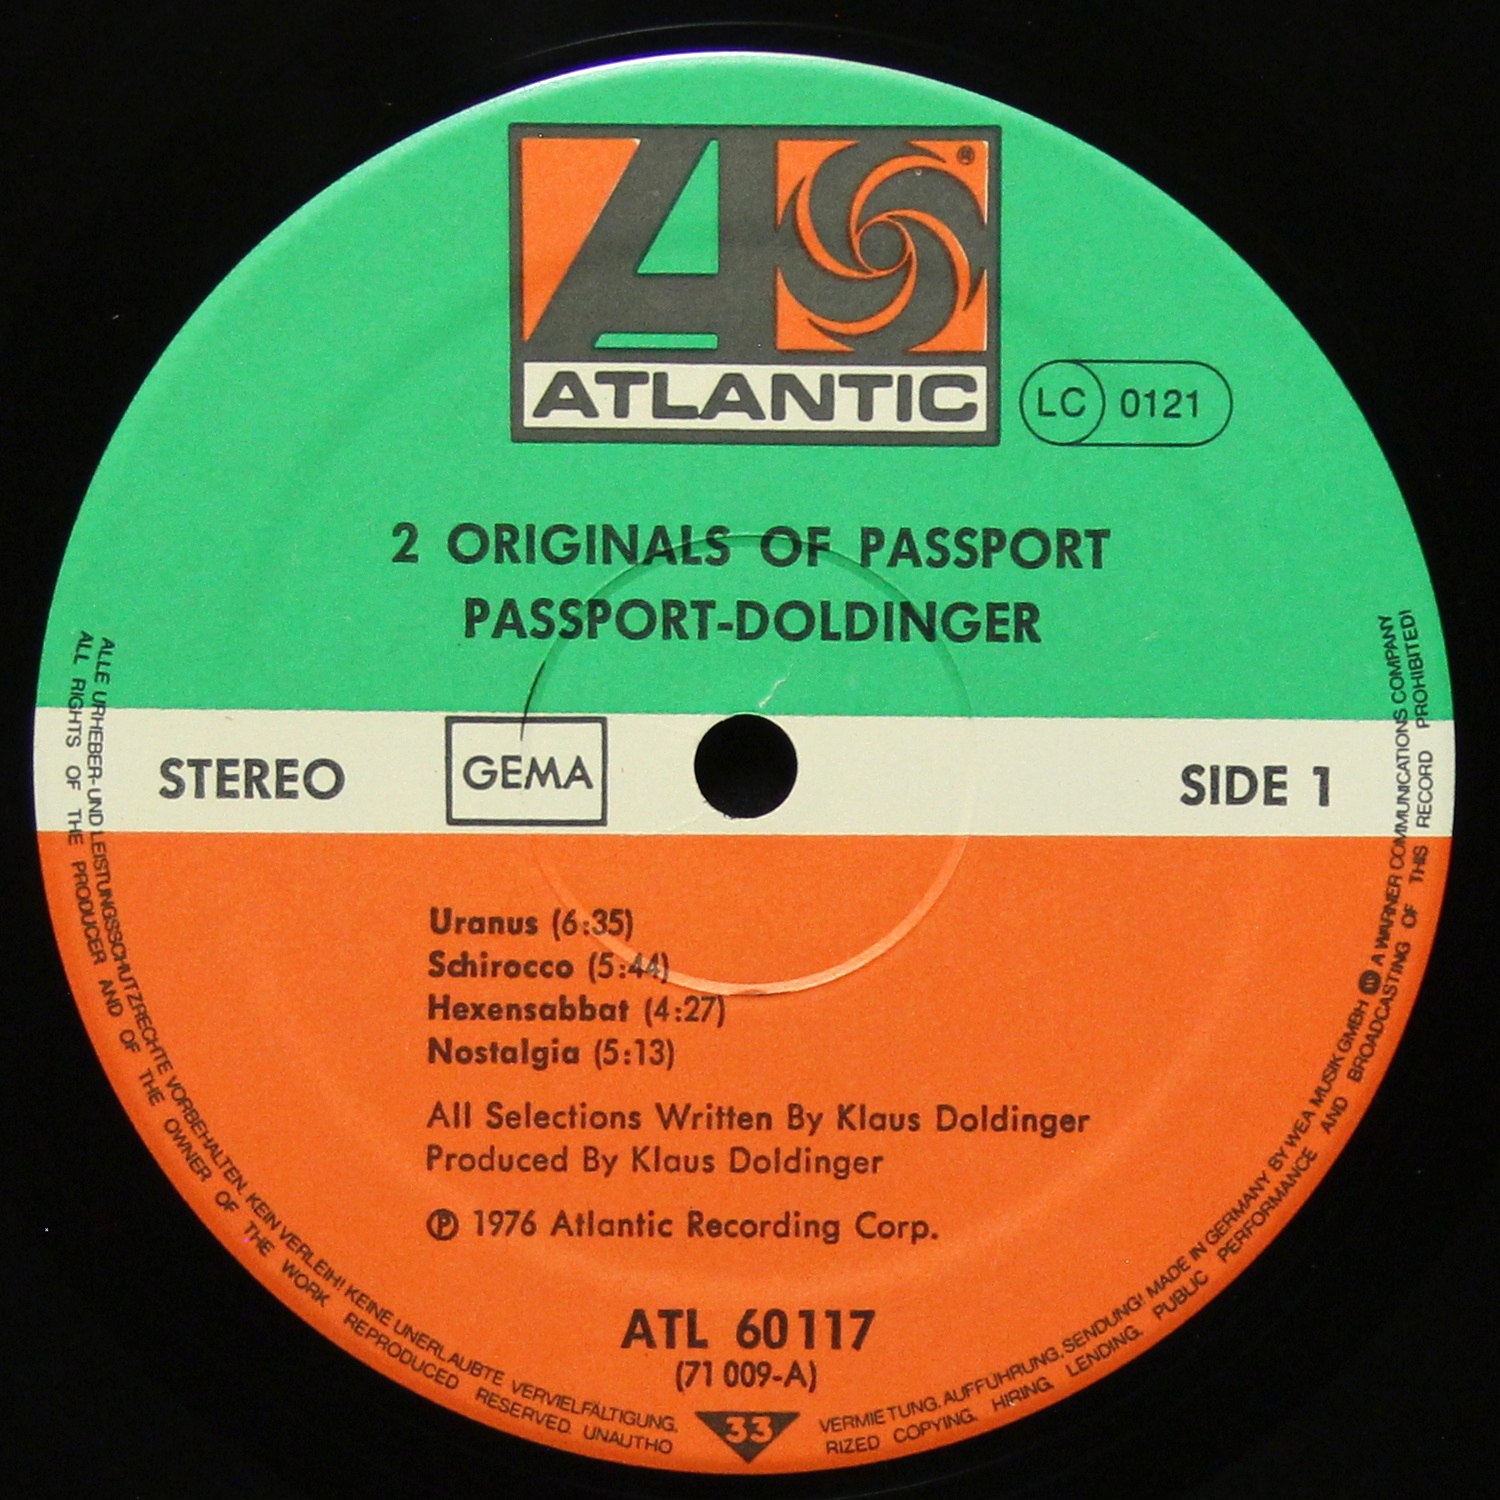 ATLANTIC
®
LC 0121
2 ORIGINALS OF PASSPORT
PASSPORT-DOLDINGER
STEREO
GEMA
SIDE 1
Uranus (6:35)
Schirocco (5:44)
Hexensabbat (4:27)
Nostalgia (5:13)
All Selections Written By Klaus Doldinger
Produced By Klaus Doldinger
℗ 1976 Atlantic Recording Corp.
ATL 60117
(71 009-A)
33
ALLE URHEBER- UND LEISTUNGSSCHUTZRECHTE VORBEHALTEN. KEIN VERLEIH! KEINE UNERLAUBTE VERVIELFÄLTIGUNG, VERMIETUNG, AUFFÜHRUNG, SENDUNG! MADE IN GERMANY BY WEA MUSIK GMBH A WARNER COMMUNICATIONS COMPANY
ALL RIGHTS OF THE PRODUCER AND OF THE OWNER OF THE WORK REPRODUCED RESERVED. UNAUTHORIZED COPYING, HIRING, LENDING, PUBLIC PERFORMANCE AND BROADCASTING OF THIS RECORD PROHIBITED!